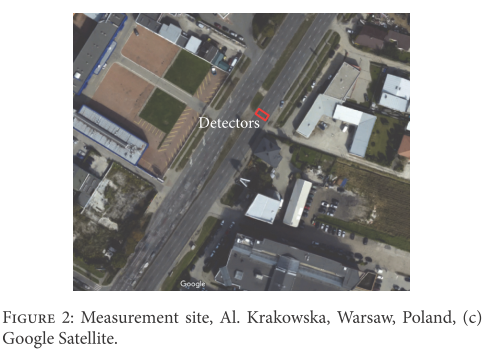 Detectors
Google
FIGURE 2: Measurement site, Al. Krakowska, Warsaw, Poland, (c)
Google Satellite.